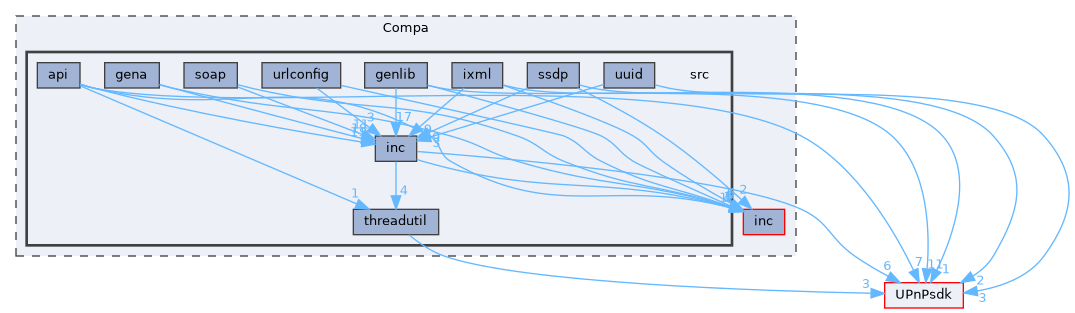 Compa
api
gena
soap
urlconfig
genlib
ixml
ssdp
uuid
src
3
17
inc
1
4
2
threadutil
inc
6
7
11
1
3
2
3
UPnPsdk